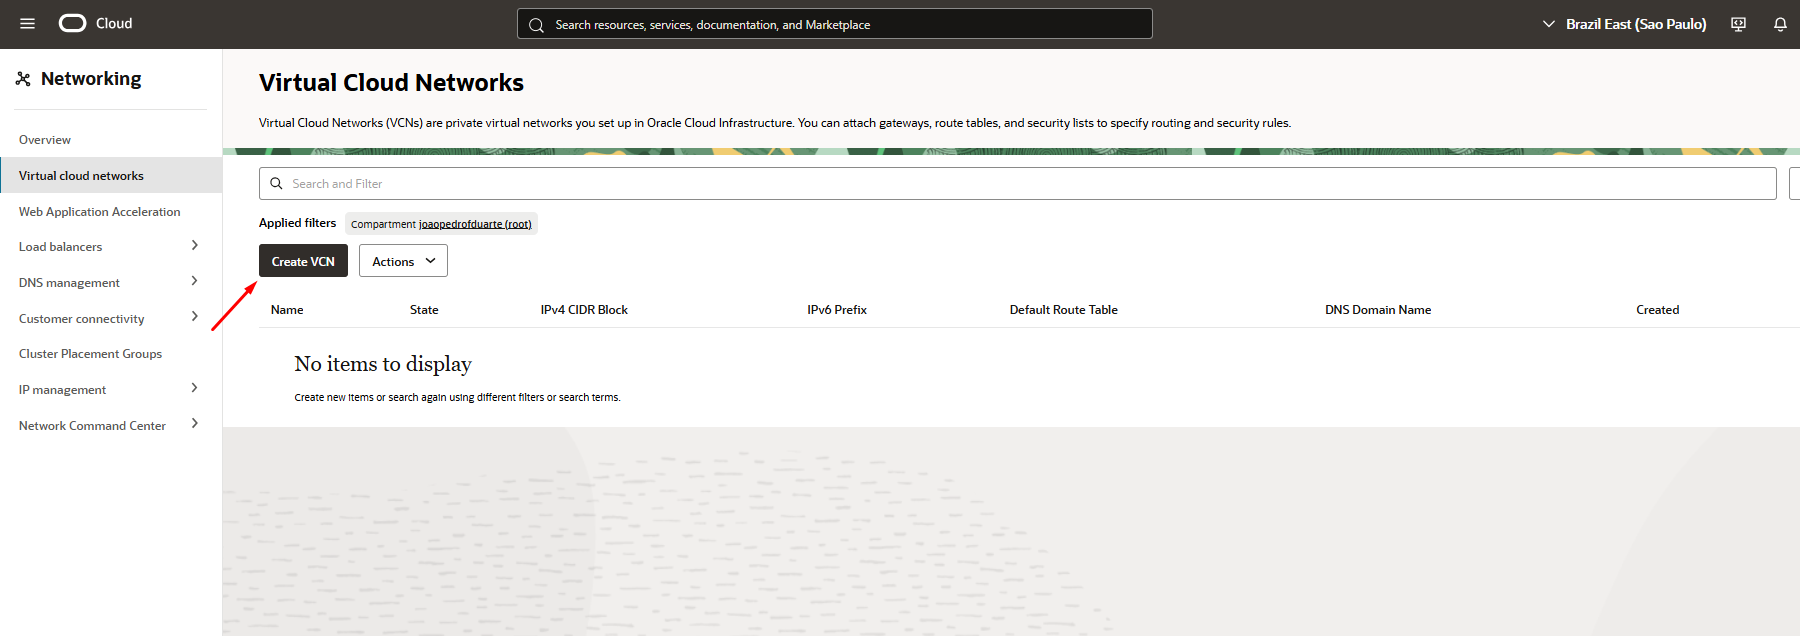 Cloud
Search resources, services, documentation, and Marketplace
Brazil East (Sao Paulo)
Networking
Overview
Virtual cloud networks
Web Application Acceleration
Load balancers
DNS management
Customer connectivity
Cluster Placement Groups
IP management
Network Command Center
Virtual Cloud Networks
Virtual Cloud Networks (VCNs) are private virtual networks you set up in Oracle Cloud Infrastructure. You can attach gateways, route tables, and security lists to specify routing and security rules.
Search and Filter
Applied filters Compartment joaopedrofduarte (root)
Create VCN Actions
Name State IPv4 CIDR Block IPv6 Prefix Default Route Table DNS Domain Name Created
No items to display
Create new items or search again using different filters or search terms.